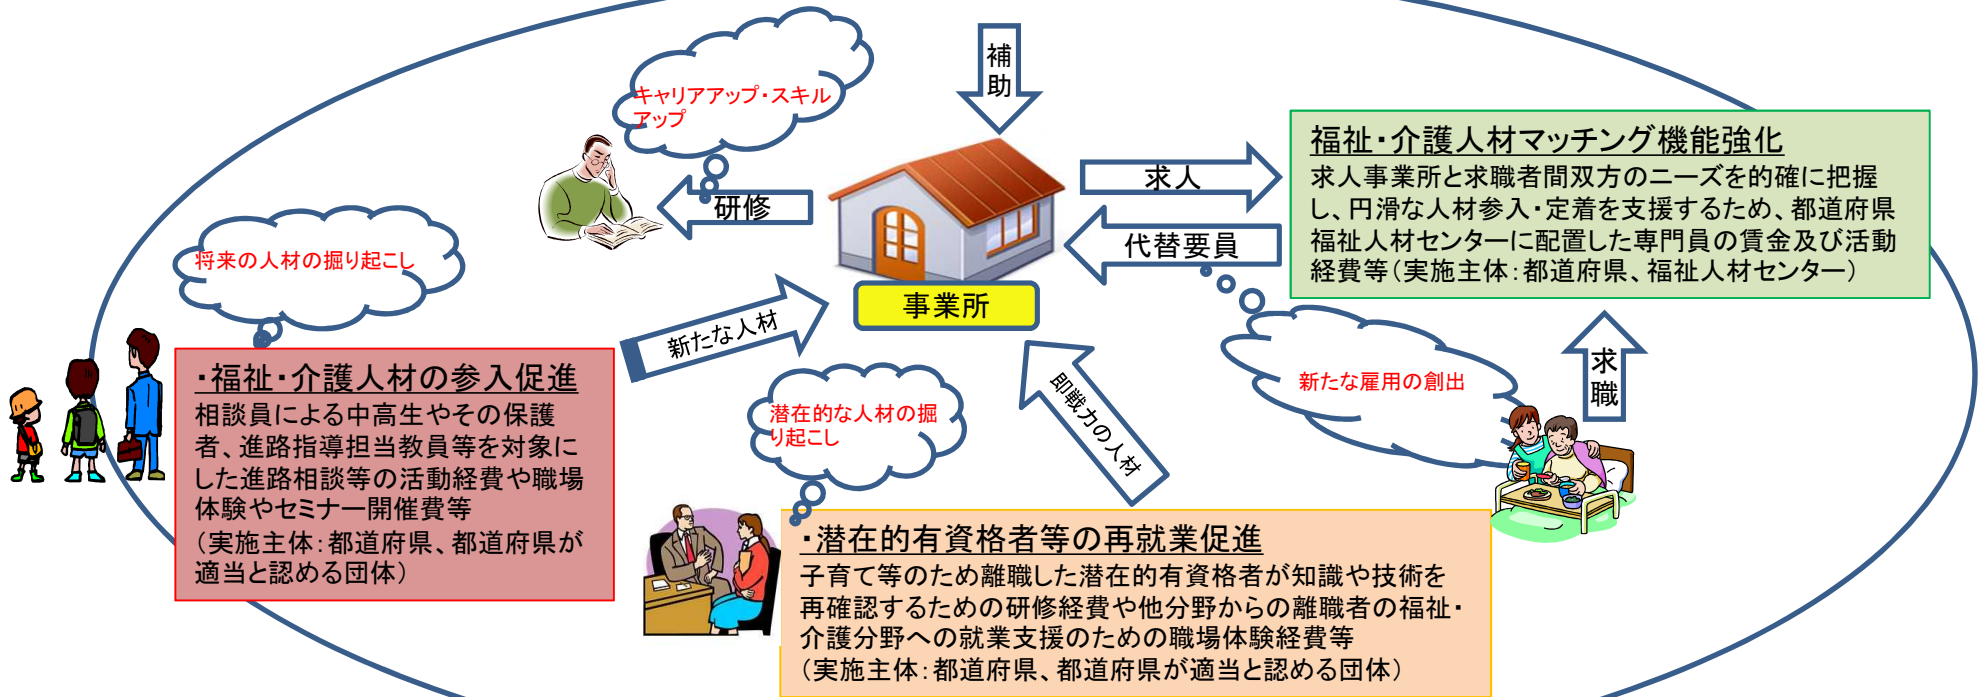 補助
キャリアアップ・スキル
アップ
研修
求人
代替要員
事業所
福祉・介護人材マッチング機能強化
求人事業所と求職者間双方のニーズを的確に把握
し、円滑な人材参入・定着を支援するため、都道府県
福祉人材センターに配置した専門員の賃金及び活動
経費等（実施主体：都道府県、福祉人材センター）
将来の人材の掘り起こし
新たな人材
・福祉・介護人材の参入促進
相談員による中高生やその保護
者、進路指導担当教員等を対象に
した進路相談等の活動経費や職場
体験やセミナー開催費等
（実施主体：都道府県、都道府県が
適当と認める団体）
潜在的な人材の掘
り起こし
即戦力の人材
新たな雇用の創出
求職
・潜在的有資格者等の再就業促進
子育て等のため離職した潜在的有資格者が知識や技術を
再確認するための研修経費や他分野からの離職者の福祉・
介護分野への就業支援のための職場体験経費等
（実施主体：都道府県、都道府県が適当と認める団体）